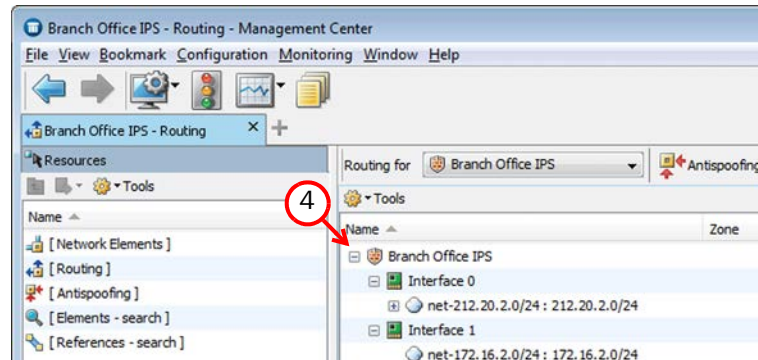 Branch Office IPS - Routing - Management Center
File View Bookmark Configuration Monitoring Window Help
Branch Office IPS - Routing × +
Resources
Tools
Name
[ Network Elements ]
[ Routing ]
[ Antispoofing ]
[ Elements - search ]
[ References - search ]
Routing for Branch Office IPS Antispoofing
Tools
4
Name Zone
Branch Office IPS
Interface 0
net-212.20.2.0/24 : 212.20.2.0/24
Interface 1
net-172.16.2.0/24 : 172.16.2.0/24